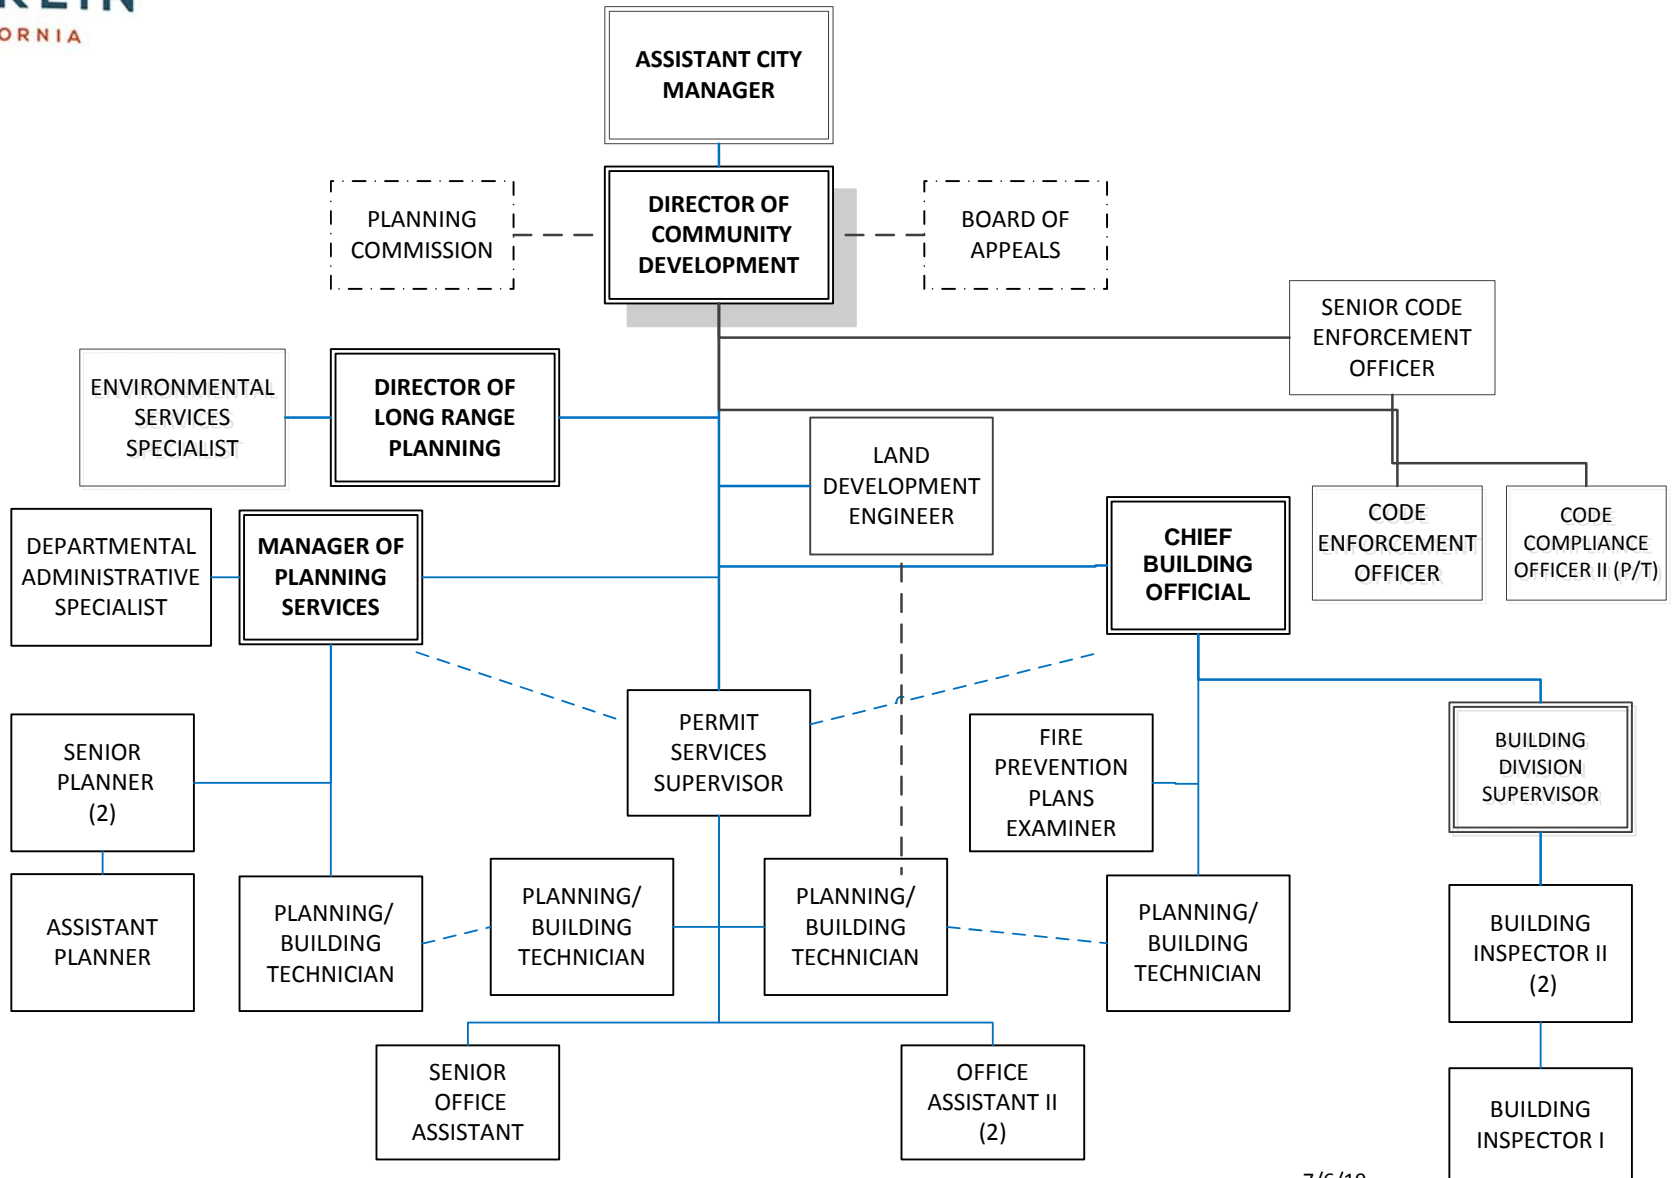 ORNIA
ASSISTANT CITY
MANAGER
DIRECTOR OF
COMMUNITY
DEVELOPMENT
PLANNING
COMMISSION
BOARD OF
APPEALS
SENIOR CODE
ENFORCEMENT
OFFICER
ENVIRONMENTAL
SERVICES
SPECIALIST
DIRECTOR OF
LONG RANGE
PLANNING
LAND
DEVELOPMENT
ENGINEER
CODE
ENFORCEMENT
OFFICER
CODE
COMPLIANCE
OFFICER II (P/T)
DEPARTMENTAL
ADMINISTRATIVE
SPECIALIST
MANAGER OF
PLANNING
SERVICES
CHIEF
BUILDING
OFFICIAL
SENIOR
PLANNER
(2)
PERMIT
SERVICES
SUPERVISOR
FIRE
PREVENTION
PLANS
EXAMINER
BUILDING
DIVISION
SUPERVISOR
ASSISTANT
PLANNER
PLANNING/
BUILDING
TECHNICIAN
PLANNING/
BUILDING
TECHNICIAN
PLANNING/
BUILDING
TECHNICIAN
PLANNING/
BUILDING
TECHNICIAN
BUILDING
INSPECTOR II
(2)
SENIOR
OFFICE
ASSISTANT
OFFICE
ASSISTANT II
(2)
BUILDING
INSPECTOR I